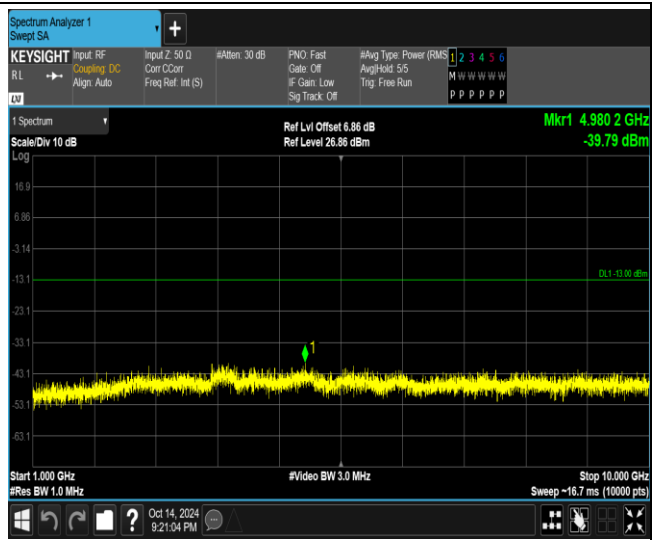 Spectrum Analyzer 1
Swept SA
+
KEYSIGHT
RL
LXI
Input: RF
Coupling: DC
Align: Auto
Input Z: 50 Ω
Corr CCorr
Freq Ref: Int (S)
#Atten: 30 dB
PNO: Fast
Gate: Off
IF Gain: Low
Sig Track: Off
#Avg Type: Power (RMS
Avg|Hold: 5/5
Trig: Free Run
1 2 3 4 5 6
M W W W W W
P P P P P P
1 Spectrum
Scale/Div 10 dB
Log
Ref Lvl Offset 6.86 dB
Ref Level 26.86 dBm
Mkr1 4.980 2 GHz
-39.79 dBm
16.9
6.86
-3.14
-13.1
DL1 -13.00 dBm
-23.1
-33.1
1
-43.1
-53.1
-63.1
Start 1.000 GHz
#Res BW 1.0 MHz
#Video BW 3.0 MHz
Stop 10.000 GHz
Sweep ~16.7 ms (10000 pts)
?
Oct 14, 2024
9:21:04 PM